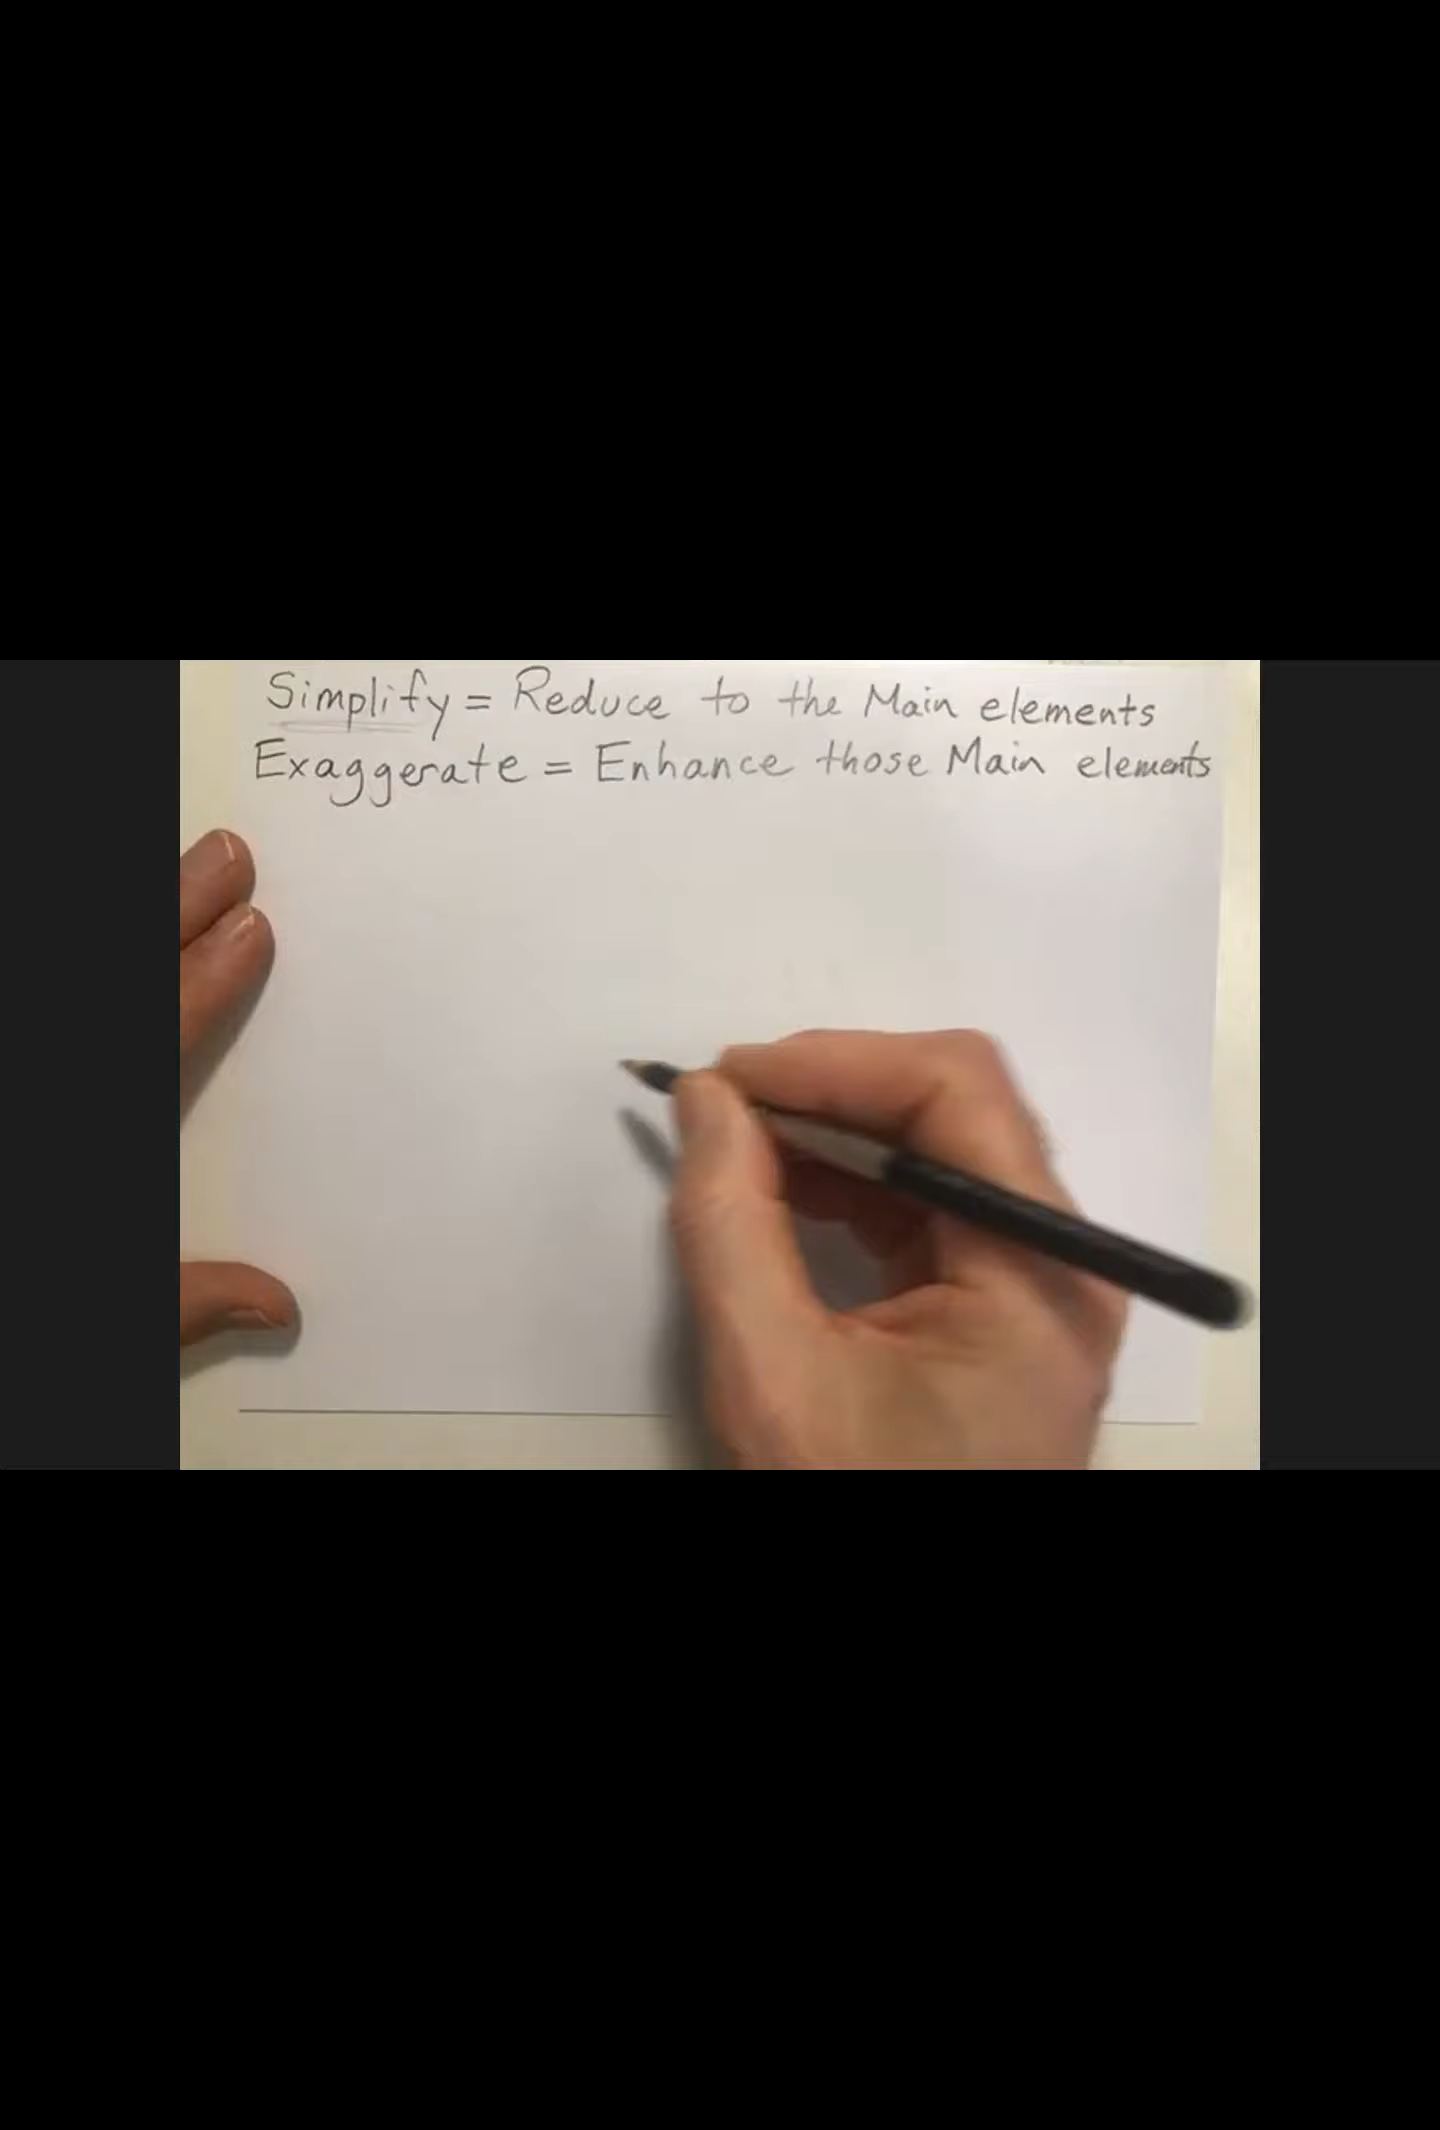 Simplify = Reduce to the Main elements
Exaggerate = Enhance those Main elements